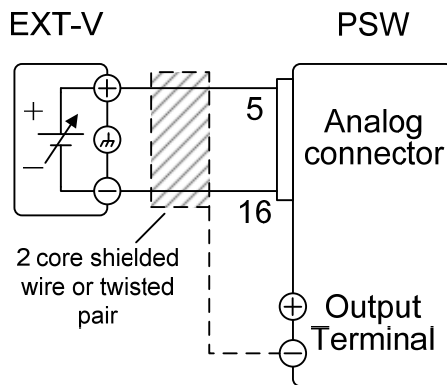 EXT-V
PSW
+
−
+
−
5
16
Analog
connector
2 core shielded
wire or twisted
pair
+
−
Output
Terminal